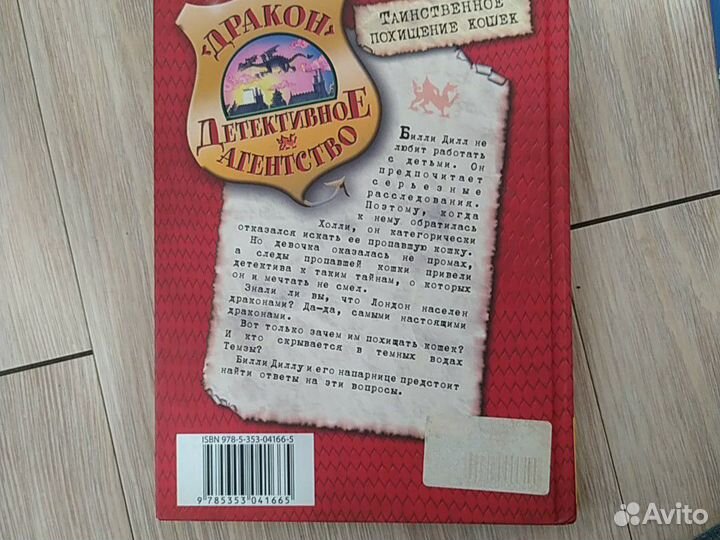 ДРАКОН
ДЕТЕКТИВНОЕ
АГЕНТСТВО
ТАИНСТВЕННОЕ
ПОХИЩЕНИЕ КОШЕК
Билли Дилл не
любит работать
с детьми. Он
предпочитает
серьезные
расследования.
Поэтому, когда
к нему обратилась
Холли, он категорически
отказался искать ее пропавшую кошку.
Но девочка оказалась не промах,
а следы пропавшей кошки привели
детектива к таким тайнам, о которых
он и мечтать не смел.
Знали ли вы, что Лондон населен
драконами? Да-да, самыми настоящими
драконами.
Вот только зачем им похищать кошек?
И кто скрывается в темных водах
Темзы?
Билли Диллу и его напарнице предстоит
найти ответы на эти вопросы.
ISBN 978-5-353-04166-5
9 785353 041665
Avito